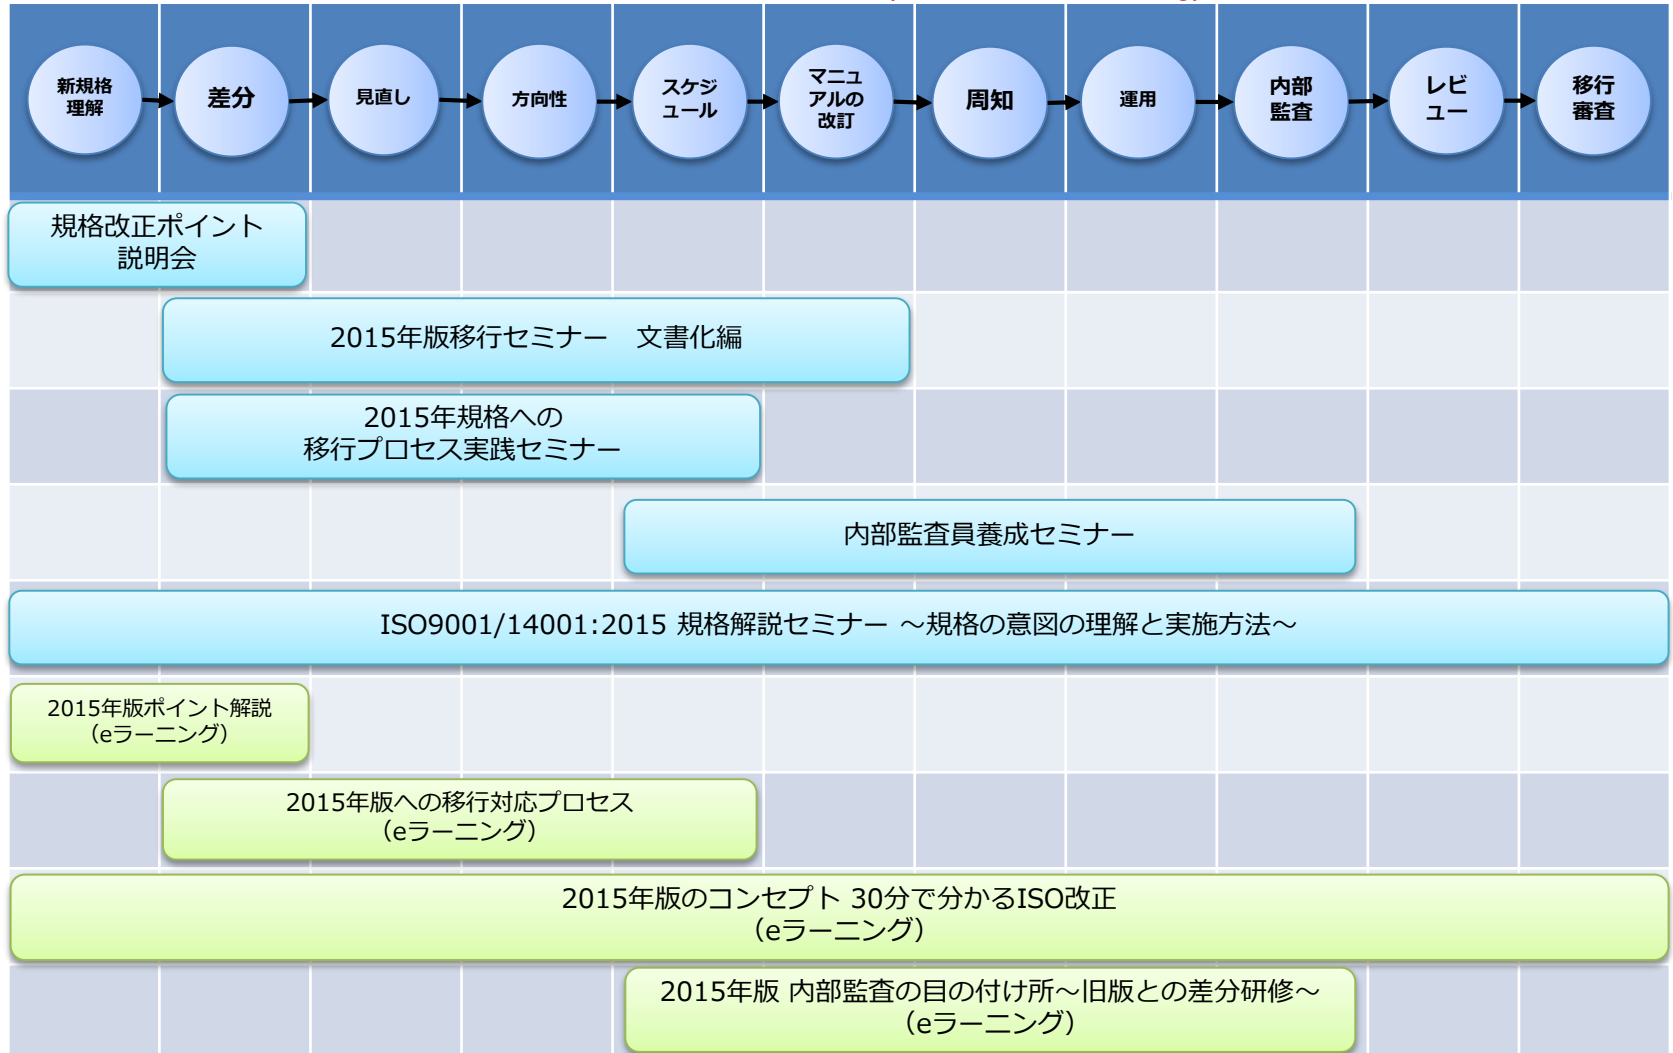 新規格
理解
差分
見直し
方向性
スケジ
ュール
マニュ
アルの
改訂
周知
運用
内部
監査
レビ
ュー
移行
審査
規格改正ポイント
説明会
2015年版移行セミナー　文書化編
2015年規格への
移行プロセス実践セミナー
内部監査員養成セミナー
ISO9001/14001:2015 規格解説セミナー ～規格の意図の理解と実施方法～
2015年版ポイント解説
（eラーニング）
2015年版への移行対応プロセス
（eラーニング）
2015年版のコンセプト 30分で分かるISO改正
（eラーニング）
2015年版 内部監査の目の付け所～旧版との差分研修～
（eラーニング）